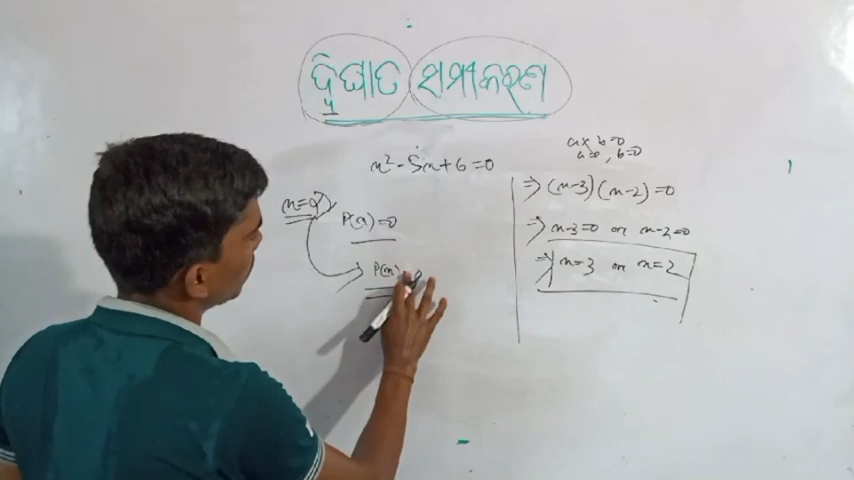 ଦ୍ଵିଘାତ ସମୀକରଣ
x² - 5x + 6 = 0
a × b = 0
a = 0, b = 0
⇒ (x-3)(x-2) = 0
⇒ x-3=0 or x-2=0
⇒ x=3 or x=2
P(x) = 0
P(x)